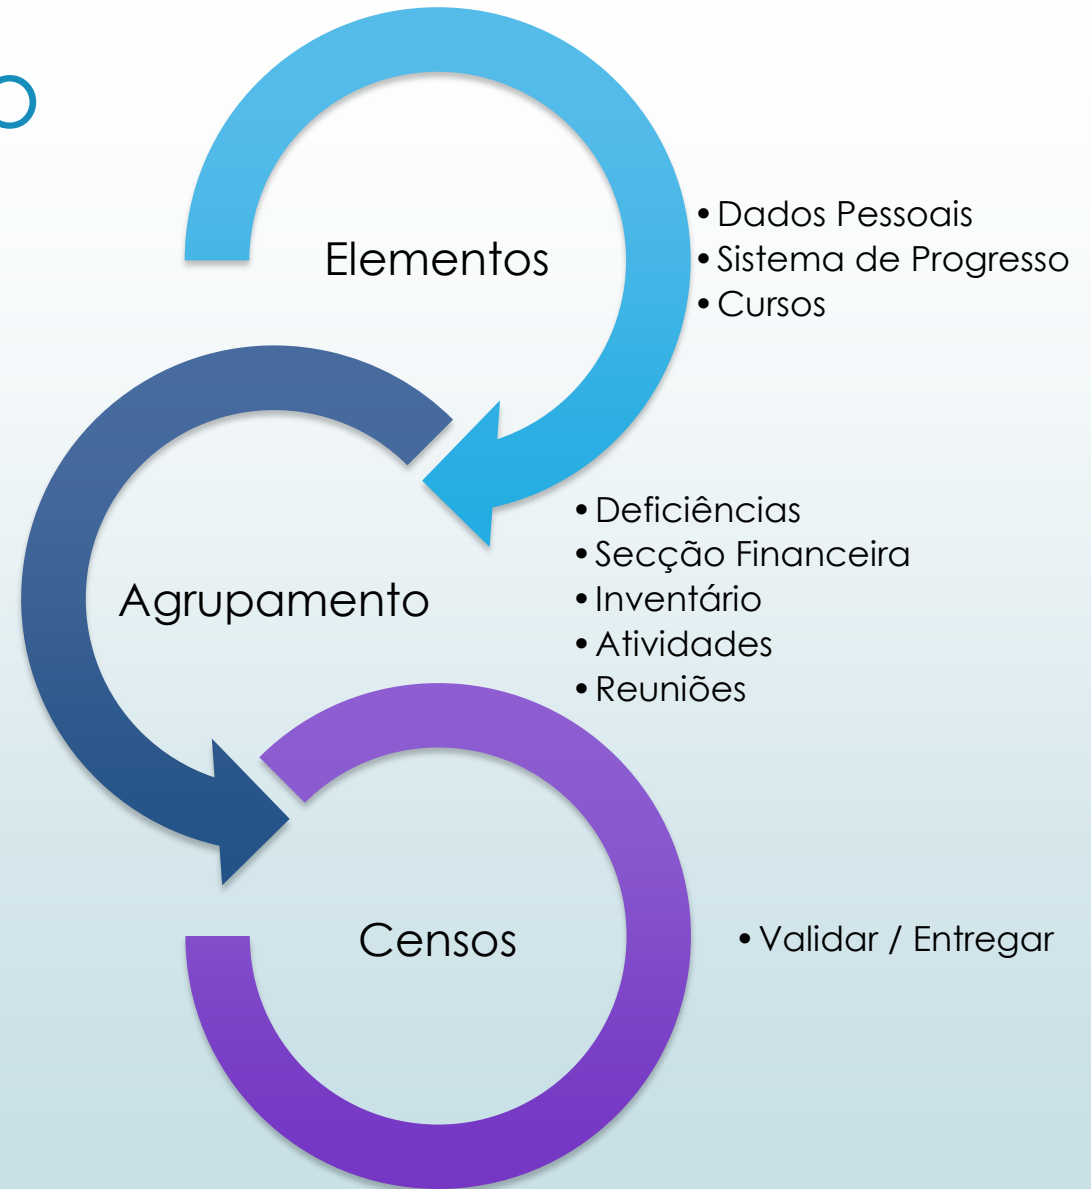 Elementos
• Dados Pessoais
• Sistema de Progresso
• Cursos
Agrupamento
• Deficiências
• Secção Financeira
• Inventário
• Atividades
• Reuniões
Censos
• Validar / Entregar